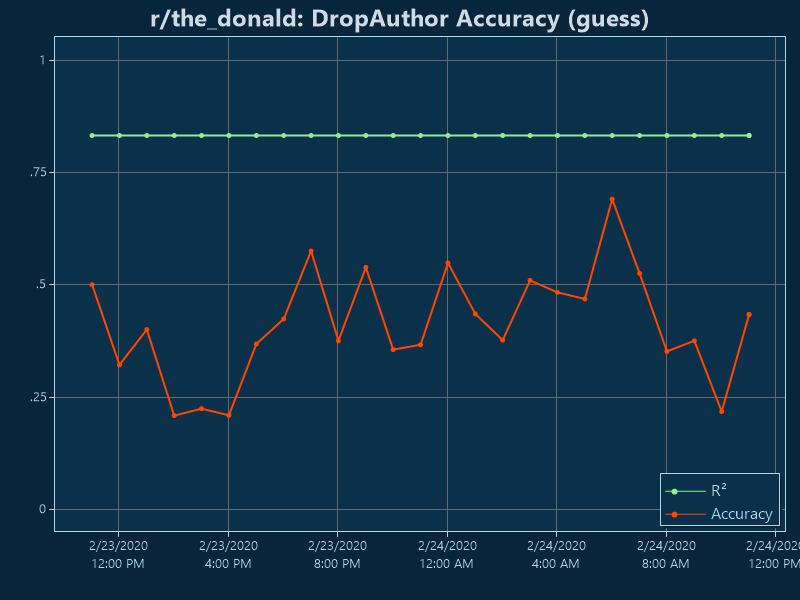 r/the_donald: DropAuthor Accuracy (guess)
1
.75
.5
.25
0
R²
Accuracy
2/23/2020 2/23/2020 2/23/2020 2/24/2020 2/24/2020 2/24/2020 2/24/2020
12:00 PM 4:00 PM 8:00 PM 12:00 AM 4:00 AM 8:00 AM 12:00 PM